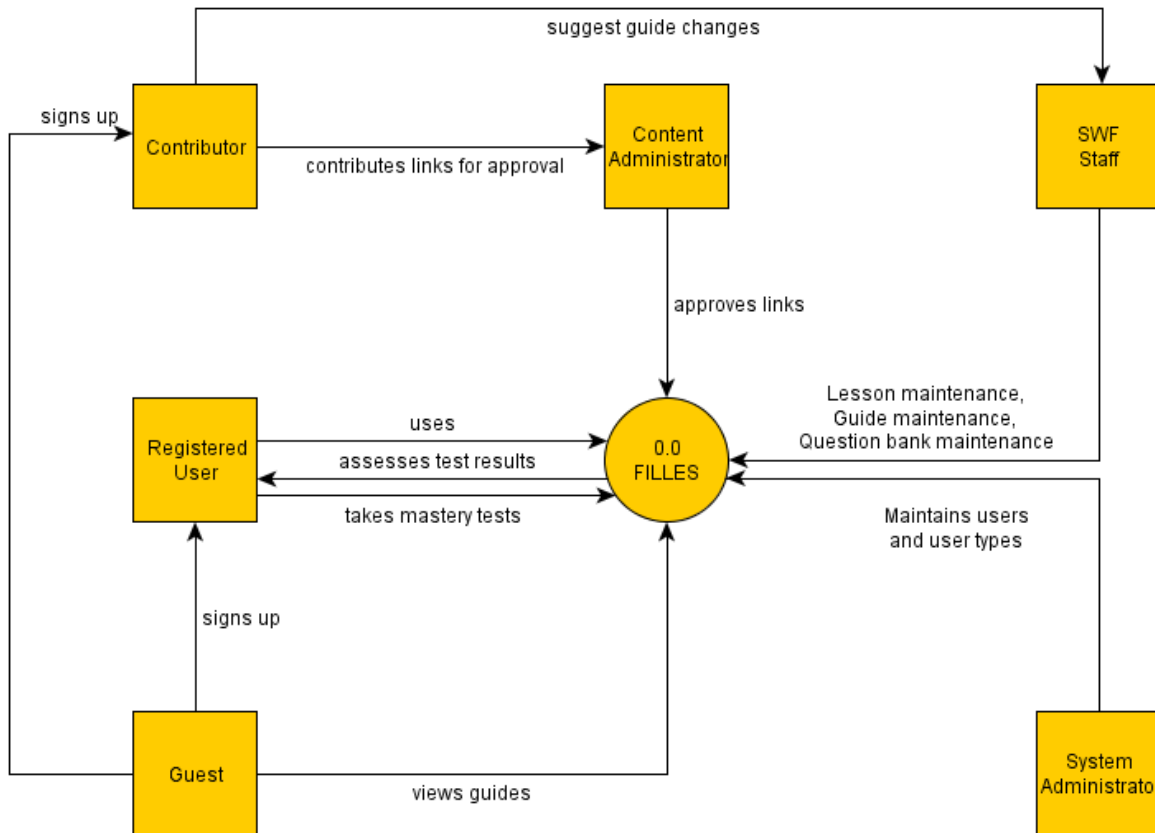 suggest guide changes
signs up
Contributor
contributes links for approval
Content
Administrator
SWF
Staff
approves links
Lesson maintenance,
Guide maintenance,
Question bank maintenance
Registered
User
uses
assesses test results
takes mastery tests
0.0
FILLES
Maintains users
and user types
signs up
Guest
views guides
System
Administrato